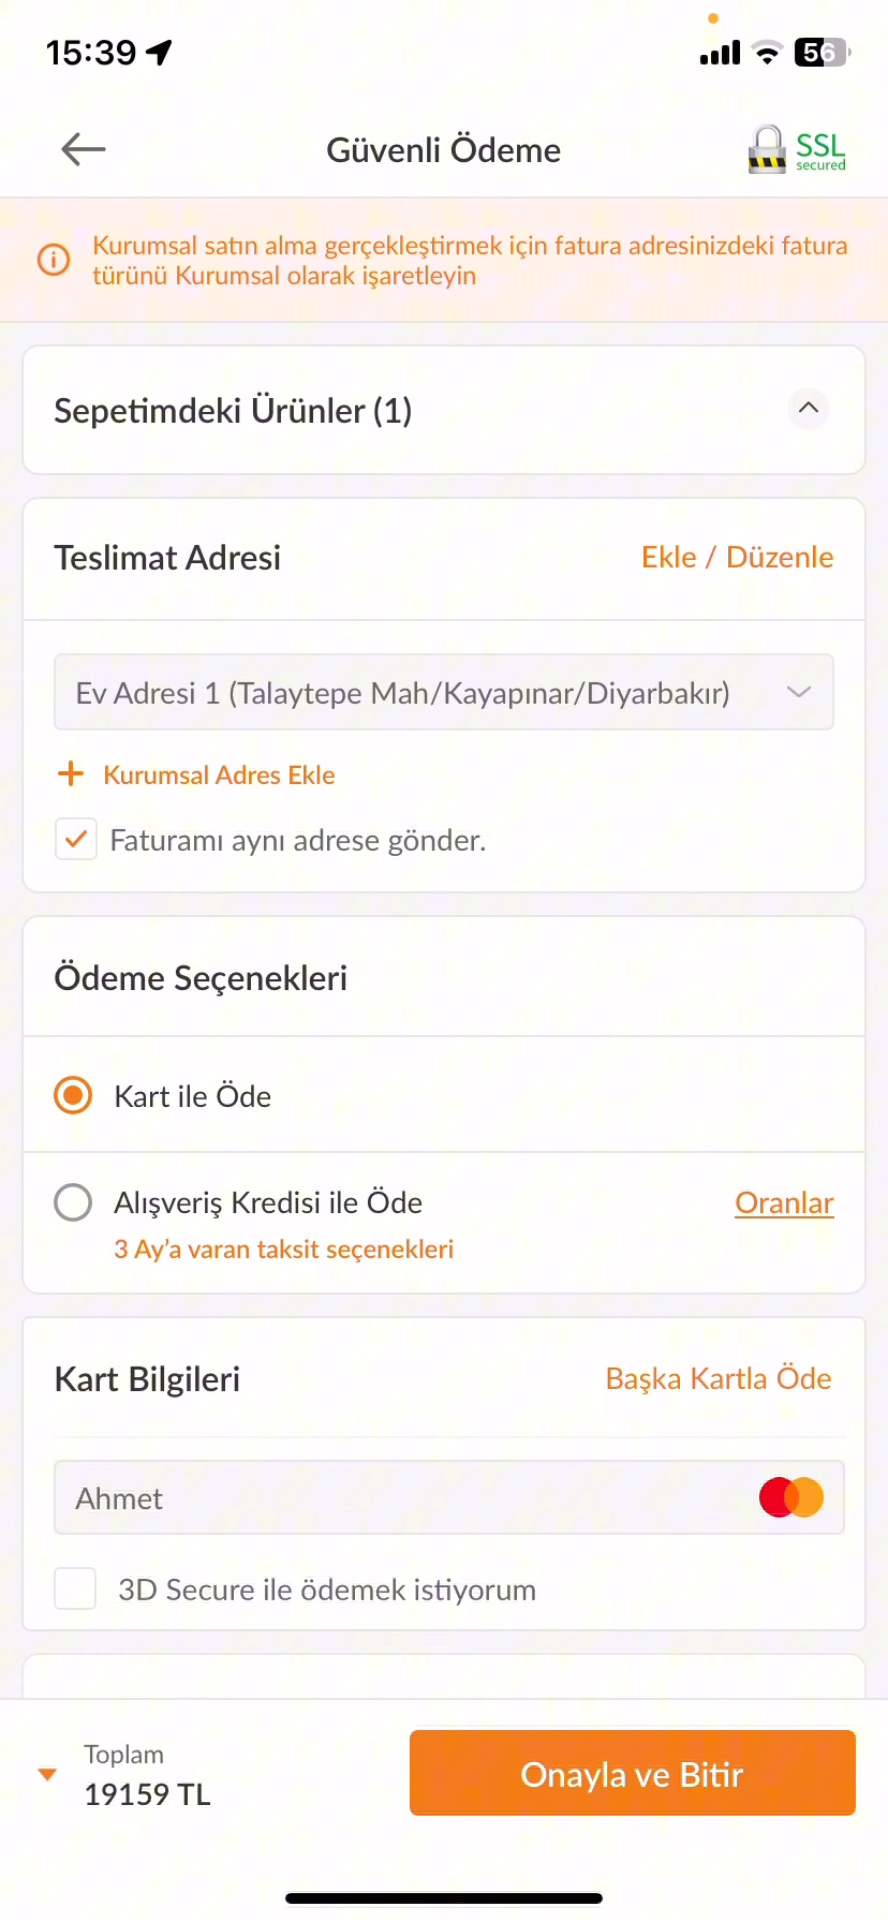 15:39
56
Güvenli Ödeme
SSL
secured
Kurumsal satın alma gerçekleştirmek için fatura adresinizdeki fatura
türünü Kurumsal olarak işaretleyin
Sepetimdeki Ürünler (1)
Teslimat Adresi
Ekle / Düzenle
Ev Adresi 1 (Talaytepe Mah/Kayapınar/Diyarbakır)
+ Kurumsal Adres Ekle
Faturamı aynı adrese gönder.
Ödeme Seçenekleri
Kart ile Öde
Alışveriş Kredisi ile Öde
Oranlar
3 Ay’a varan taksit seçenekleri
Kart Bilgileri
Başka Kartla Öde
Ahmet
3D Secure ile ödemek istiyorum
Toplam
19159 TL
Onayla ve Bitir